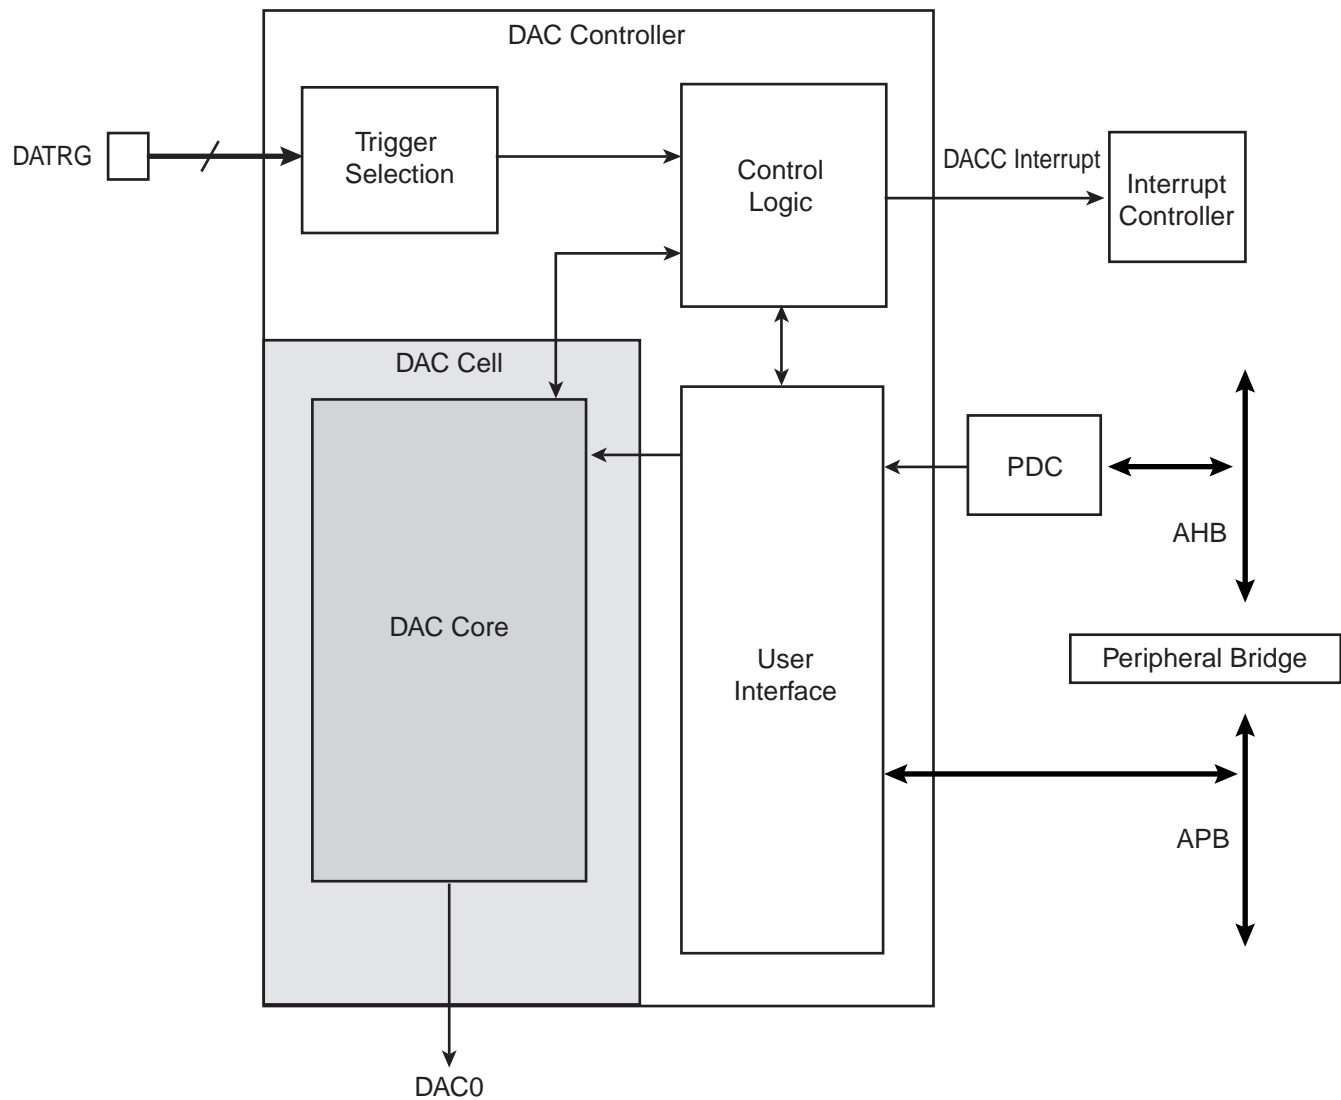 DAC Controller
DATRG
Trigger
Selection
Control
Logic
DACC Interrupt
Interrupt
Controller
DAC Cell
PDC
AHB
DAC Core
User
Interface
Peripheral Bridge
APB
DAC0